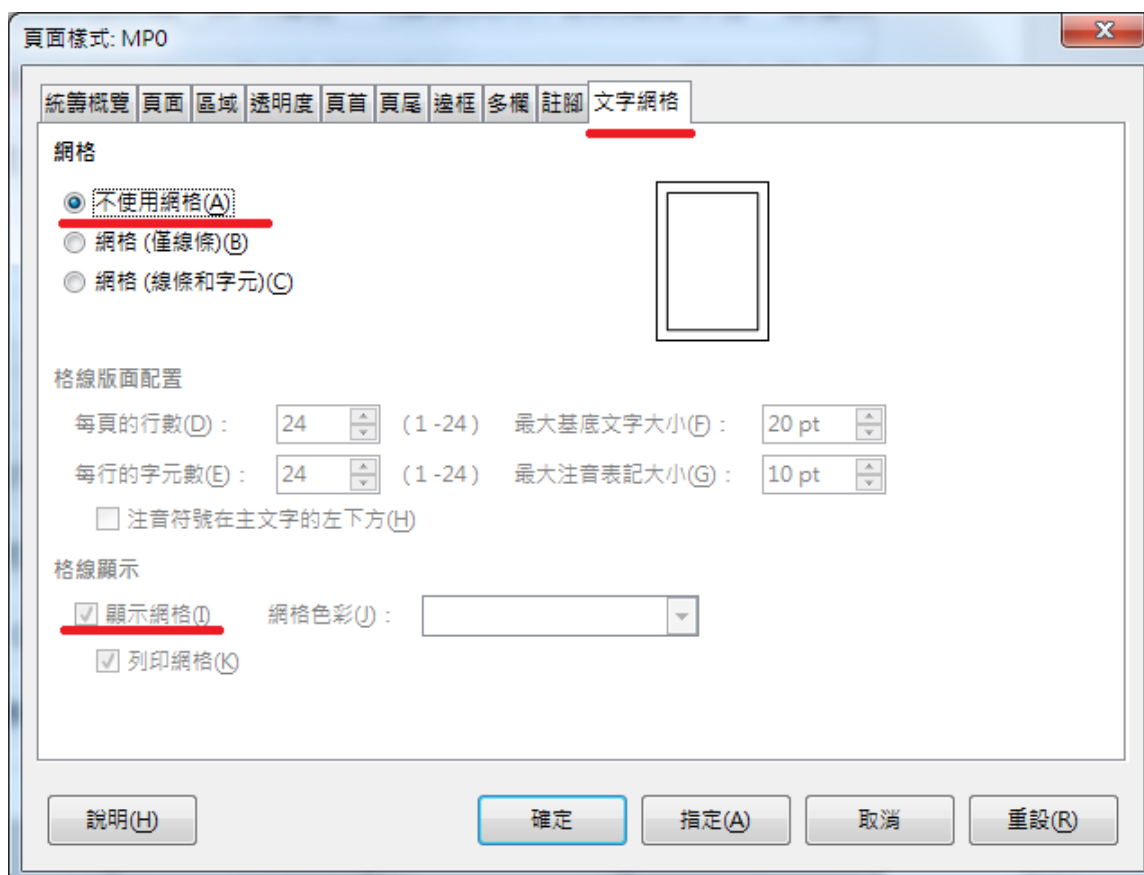 頁面樣式: MP0
統籌概覽 頁面 區域 透明度 頁首 頁尾 邊框 多欄 註腳 文字網格
網格
不使用網格(A)
網格 (僅線條)(B)
網格 (線條和字元)(C)
格線版面配置
每頁的行數(D)： 24 (1-24) 最大基底文字大小(F)： 20 pt
每行的字元數(E)： 24 (1-24) 最大注音表記大小(G)： 10 pt
注音符號在主文字的左下方(H)
格線顯示
顯示網格(I) 網格色彩(J)：
列印網格(K)
說明(H) 確定 指定(A) 取消 重設(R)